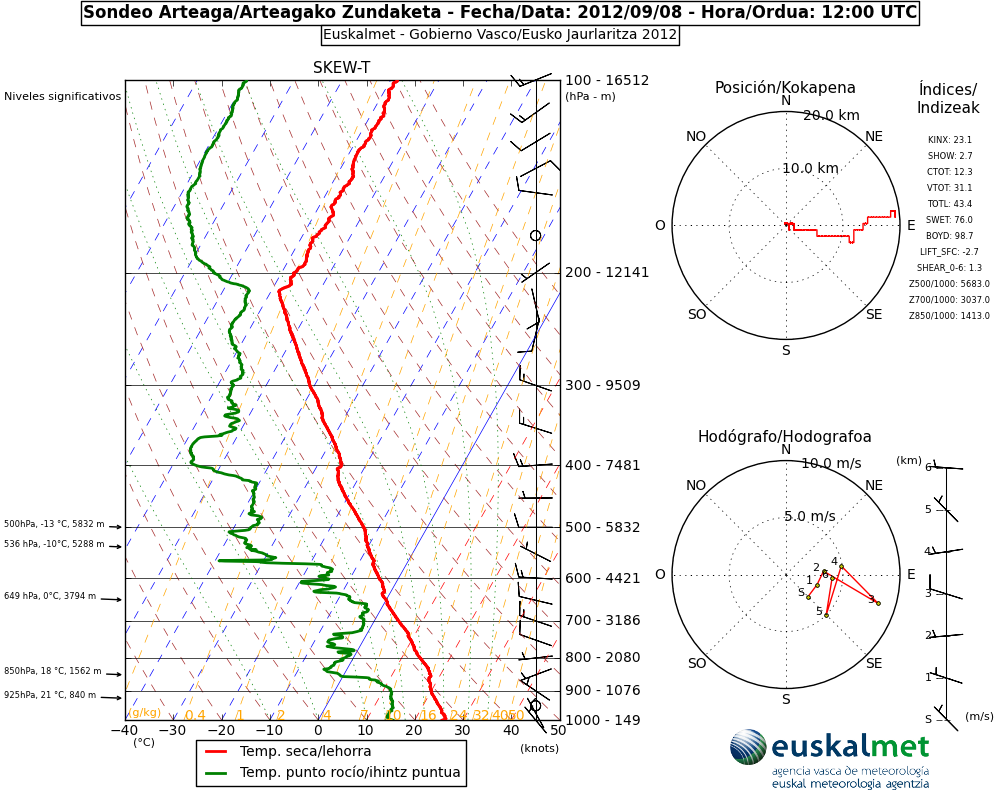 Sondeo Arteaga/Arteagako Zundaketa - Fecha/Data: 2012/09/08 - Hora/Ordua: 12:00 UTC
Euskalmet - Gobierno Vasco/Eusko Jaurlaritza 2012
SKEW-T
Niveles significativos
100 - 16512
(hPa - m)
200 - 12141
300 - 9509
400 - 7481
500 - 5832
600 - 4421
700 - 3186
800 - 2080
900 - 1076
1000 - 149
500hPa, -13 °C, 5832 m
536 hPa, -10°C, 5288 m
649 hPa, 0°C, 3794 m
850hPa, 18 °C, 1562 m
925hPa, 21 °C, 840 m
(g/kg) 0.4 1 2 4 7 10 16 24 32 40 50
−40 −30 −20 −10 0 10 20 30 40 50
(°C)
(knots)
Temp. seca/lehorra
Temp. punto rocío/ihintz puntua
Posición/Kokapena
N
20.0 km
NO
NE
10.0 km
O
E
SO
SE
S
Índices/
Indizeak
KINX: 23.1
SHOW: 2.7
CTOT: 12.3
VTOT: 31.1
TOTL: 43.4
SWET: 76.0
BOYD: 98.7
LIFT_SFC: -2.7
SHEAR_0-6: 1.3
Z500/1000: 5683.0
Z700/1000: 3037.0
Z850/1000: 1413.0
Hodógrafo/Hodografoa
N
10.0 m/s
NO
NE
5.0 m/s
O
E
S
1
2
3
4
5
6
SO
SE
S
(km)
6
5
4
3
2
1
S
(m/s)
euskalmet
agencia vasca de meteorología
euskal meteorologia agentzia